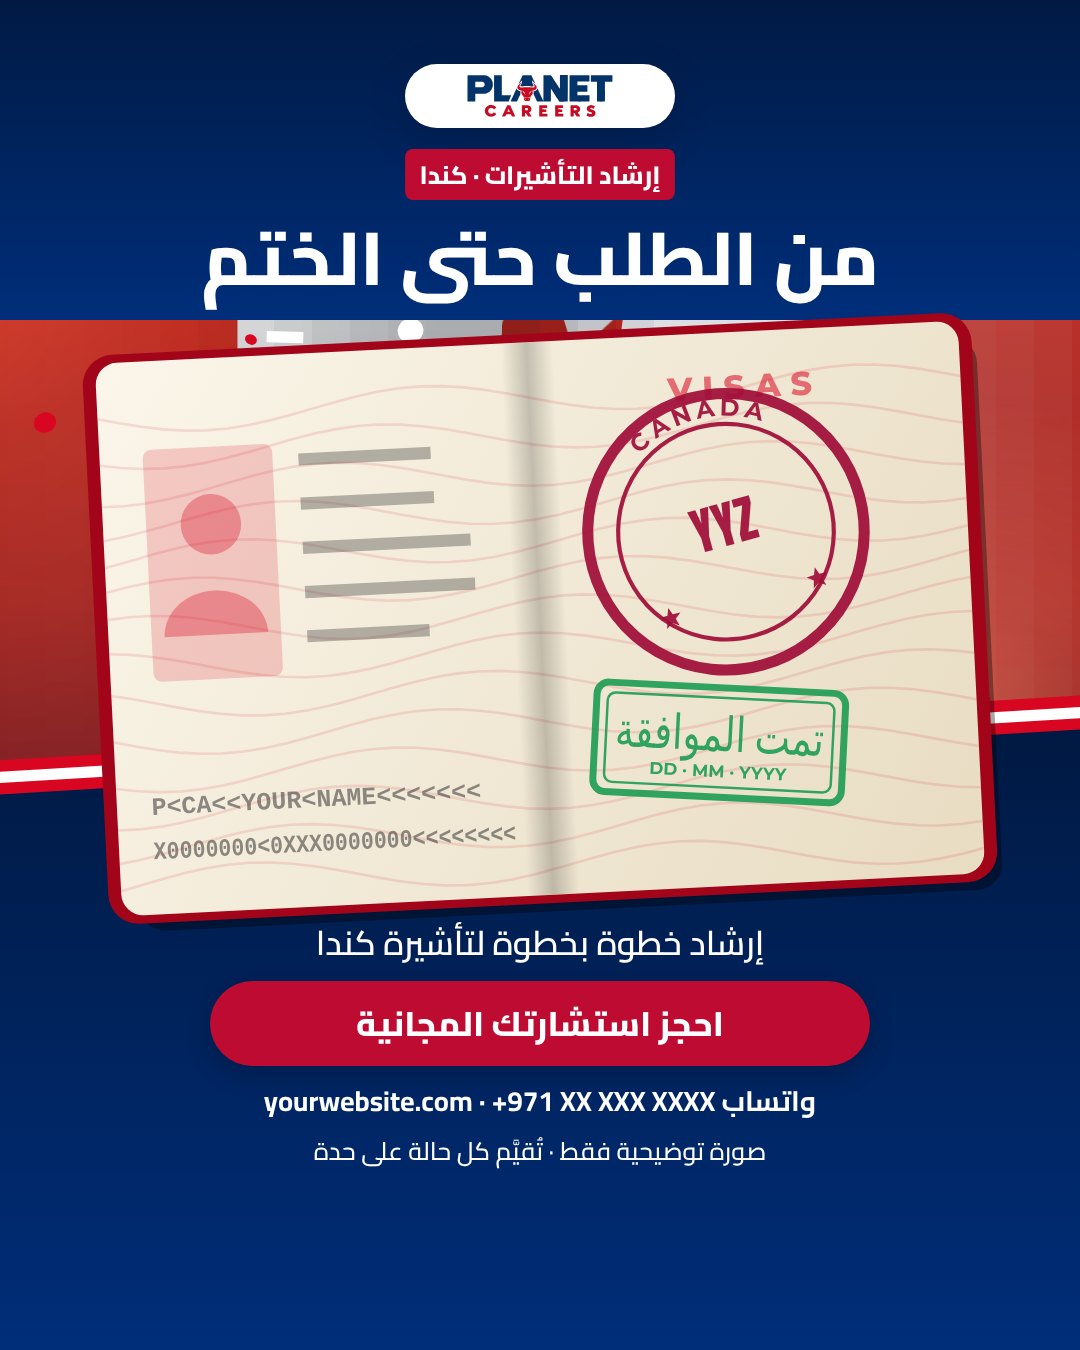 PLANET
CAREERS
إرشاد التأشيرات · كندا
من الطلب حتى الختم
VISAS
CANADA
YYZ
تمت الموافقة
DD · MM · YYYY
P<CA<<YOUR<NAME<<<<<<<
X0000000<0XXX0000000<<<<<<<<
إرشاد خطوة بخطوة لتأشيرة كندا
احجز استشارتك المجانية
واتساب +971 XX XXX XXXX · yourwebsite.com
صورة توضيحية فقط · تُقيَّم كل حالة على حدة